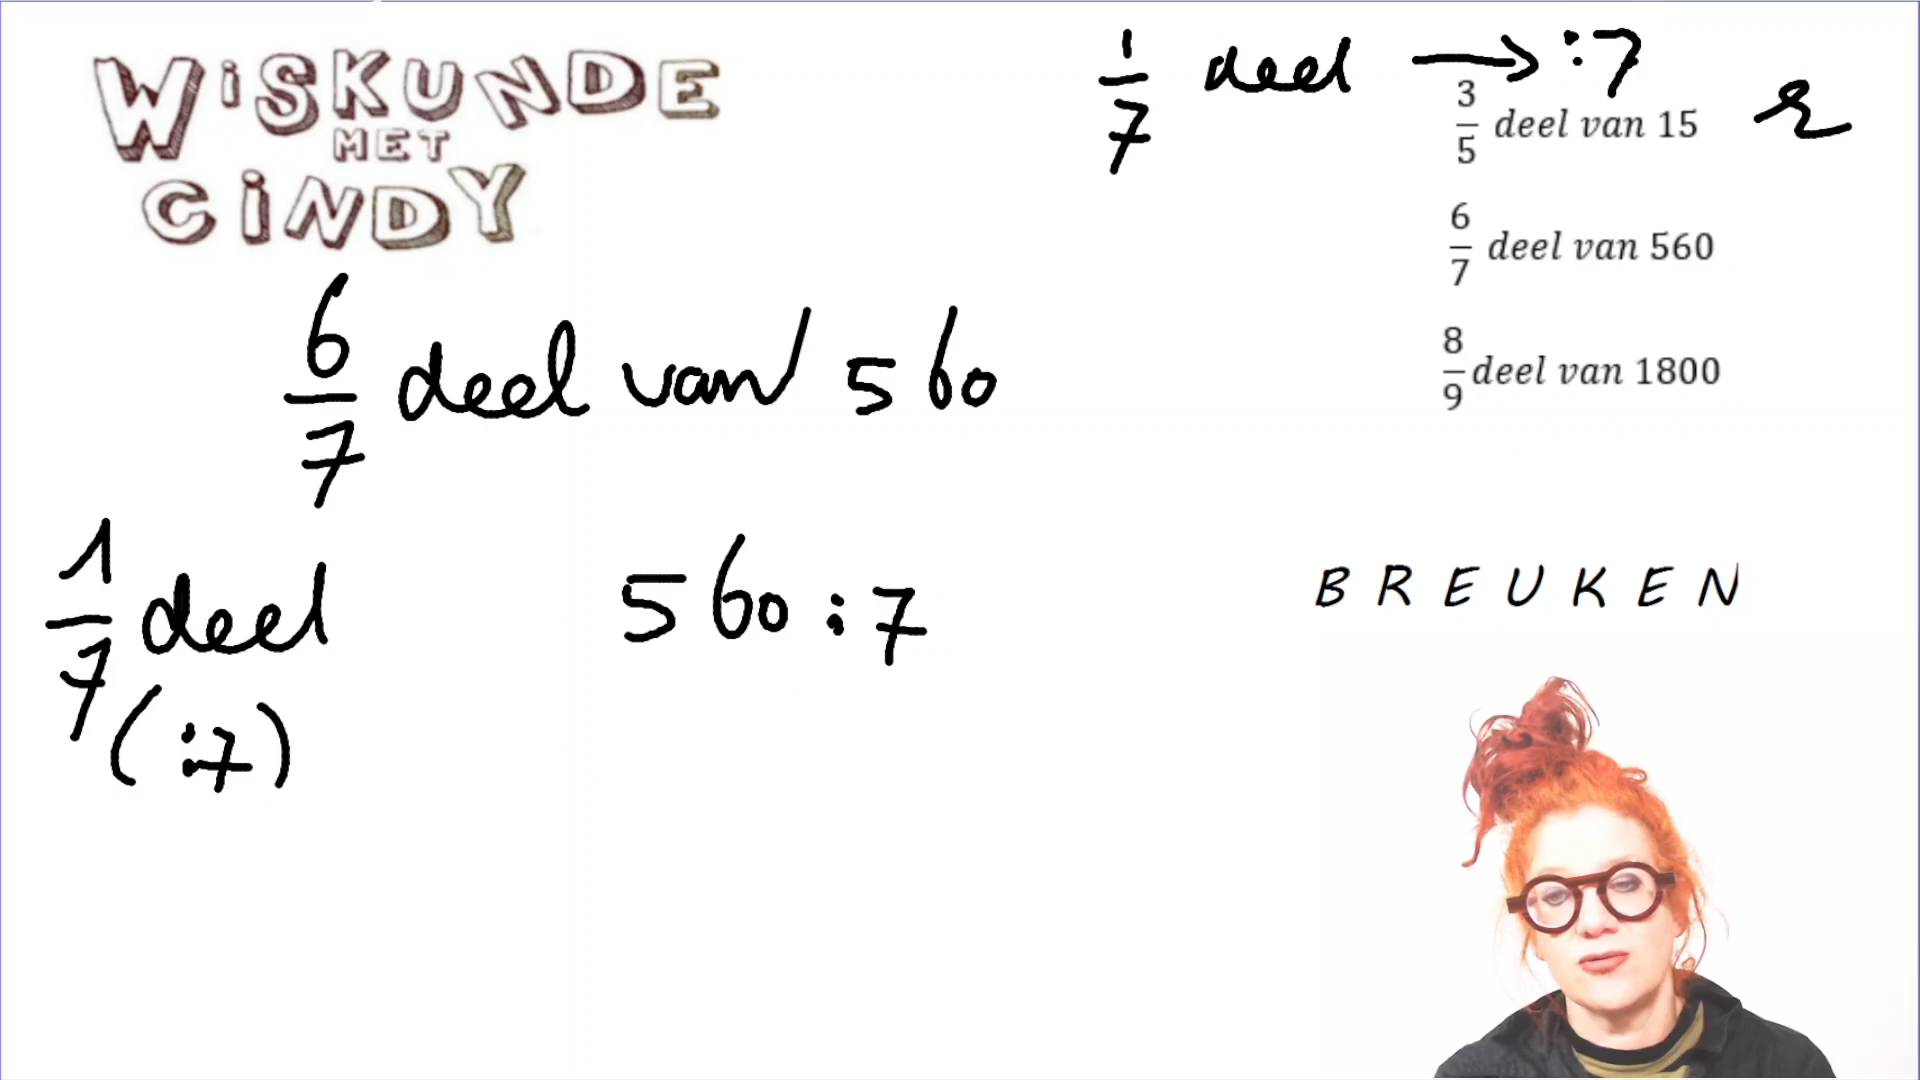 WiSKUNDE
MET
CiNDY
1/7 deel → :7
3/5 deel van 15
6/7 deel van 560
8/9 deel van 1800
6/7 deel van 560
1/7 deel 560 : 7
(:7)
BREUKEN